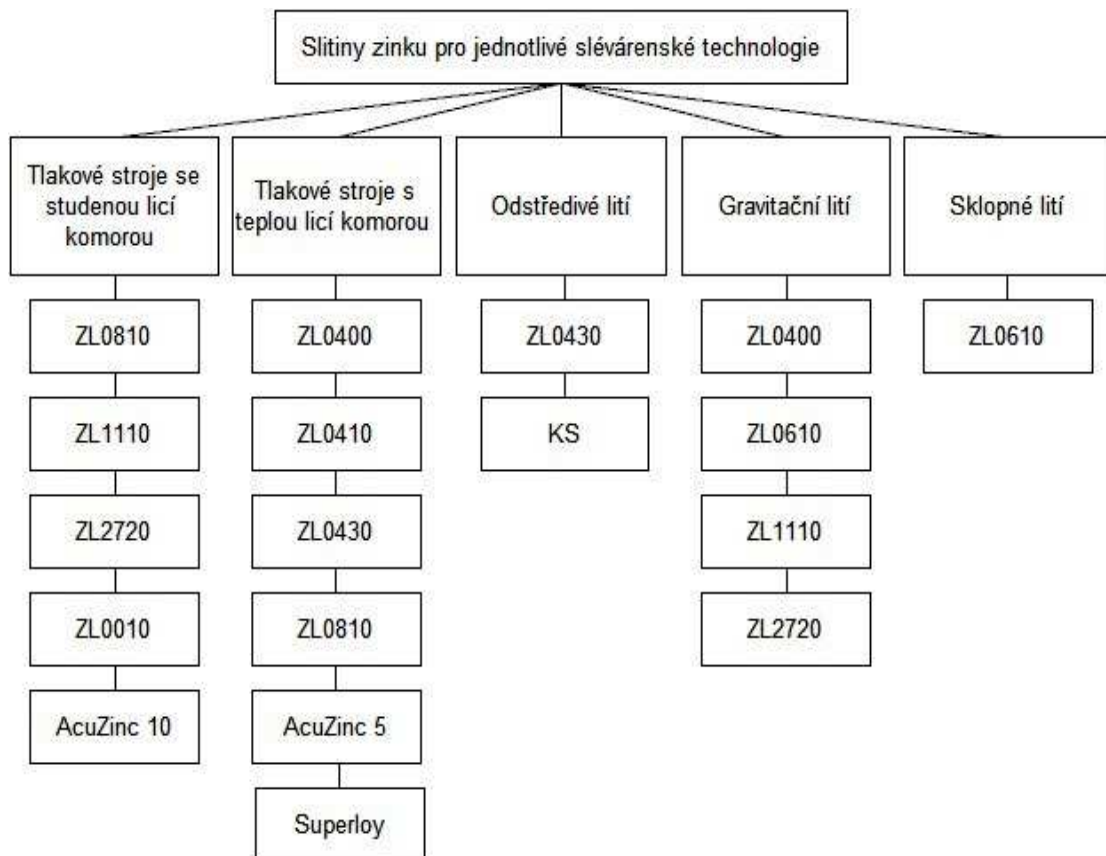 Slitiny zinku pro jednotlivé slévárenské technologie
Tlakové stroje se
studenou licí
komorou
Tlakové stroje s
teplou licí komorou
Odstředivé lití
Gravitační lití
Sklopné lití
ZL0810
ZL1110
ZL2720
ZL0010
AcuZinc 10
ZL0400
ZL0410
ZL0430
ZL0810
AcuZinc 5
Superloy
ZL0430
KS
ZL0400
ZL0610
ZL1110
ZL2720
ZL0610